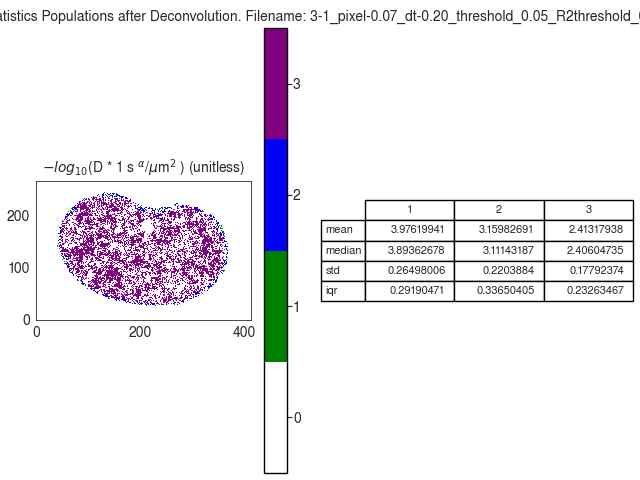 atistics Populations after Deconvolution. Filename: 3-1_pixel-0.07_dt-0.20_threshold_0.05_R2threshold_0
−log10(D * 1 s α/μm2 ) (unitless)
200
100
0
0 200 400
3
2
1
0
1 2 3
mean 3.97619941 3.15982691 2.41317938
median 3.89362678 3.11143187 2.40604735
std 0.26498006 0.2203884 0.17792374
iqr 0.29190471 0.33650405 0.23263467